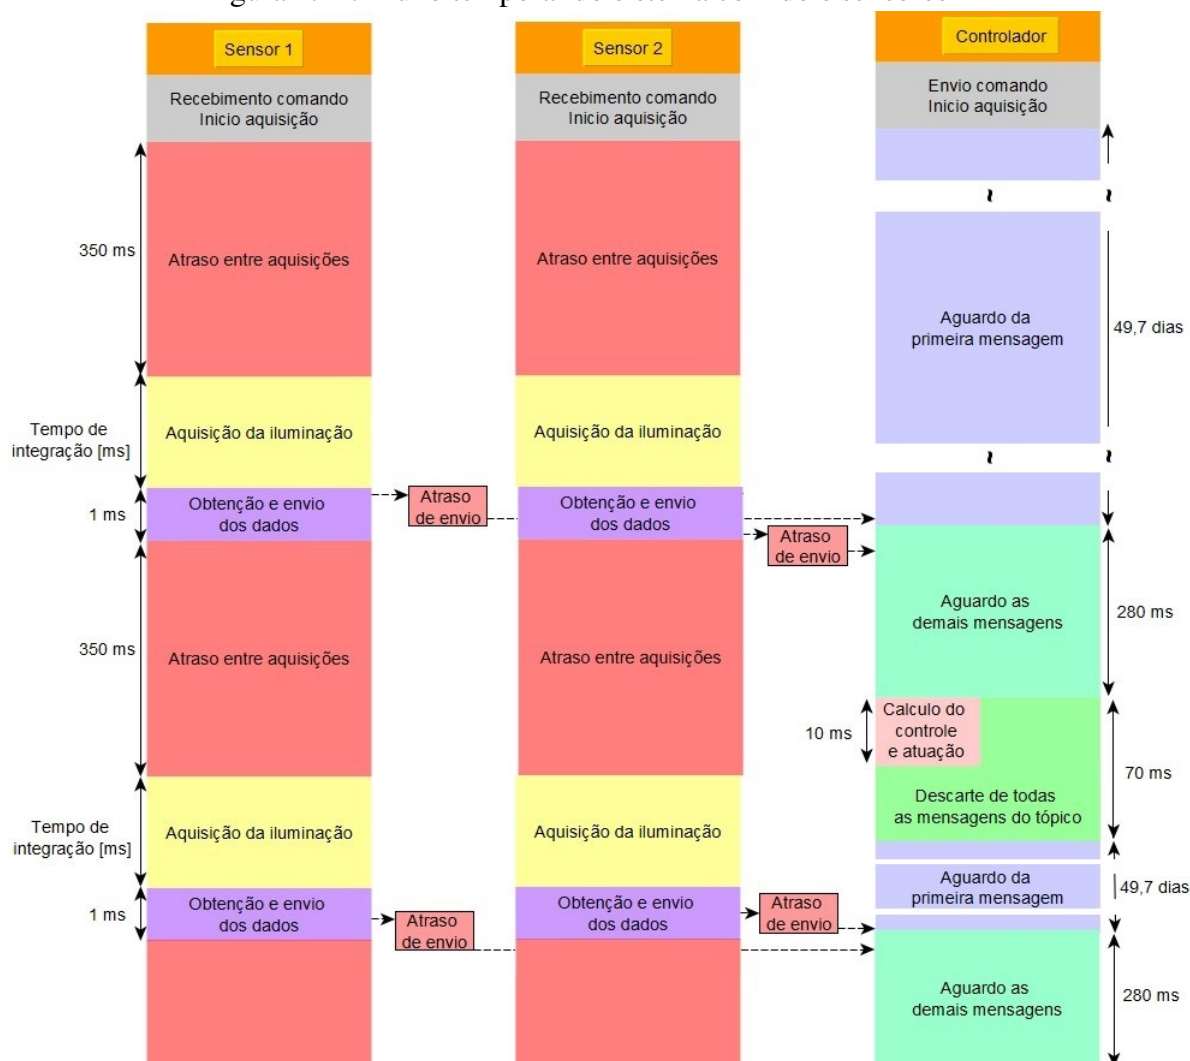 Sensor 1
Sensor 2
Controlador
Recebimento comando
Inicio aquisição
Recebimento comando
Inicio aquisição
Envio comando
Inicio aquisição
350 ms
Atraso entre aquisições
Atraso entre aquisições
Aguardo da
primeira mensagem
49,7 dias
Tempo de
integração [ms]
Aquisição da iluminação
Aquisição da iluminação
1 ms
Obtenção e envio
dos dados
Atraso
de envio
Obtenção e envio
dos dados
Atraso
de envio
350 ms
Atraso entre aquisições
Atraso entre aquisições
Aguardo as
demais mensagens
280 ms
10 ms
Calculo do
controle
e atuação
70 ms
Descarte de todas
as mensagens do tópico
Tempo de
integração [ms]
Aquisição da iluminação
Aquisição da iluminação
Aguardo da
primeira mensagem
49,7 dias
1 ms
Obtenção e envio
dos dados
Atraso
de envio
Obtenção e envio
dos dados
Atraso
de envio
Aguardo as
demais mensagens
280 ms